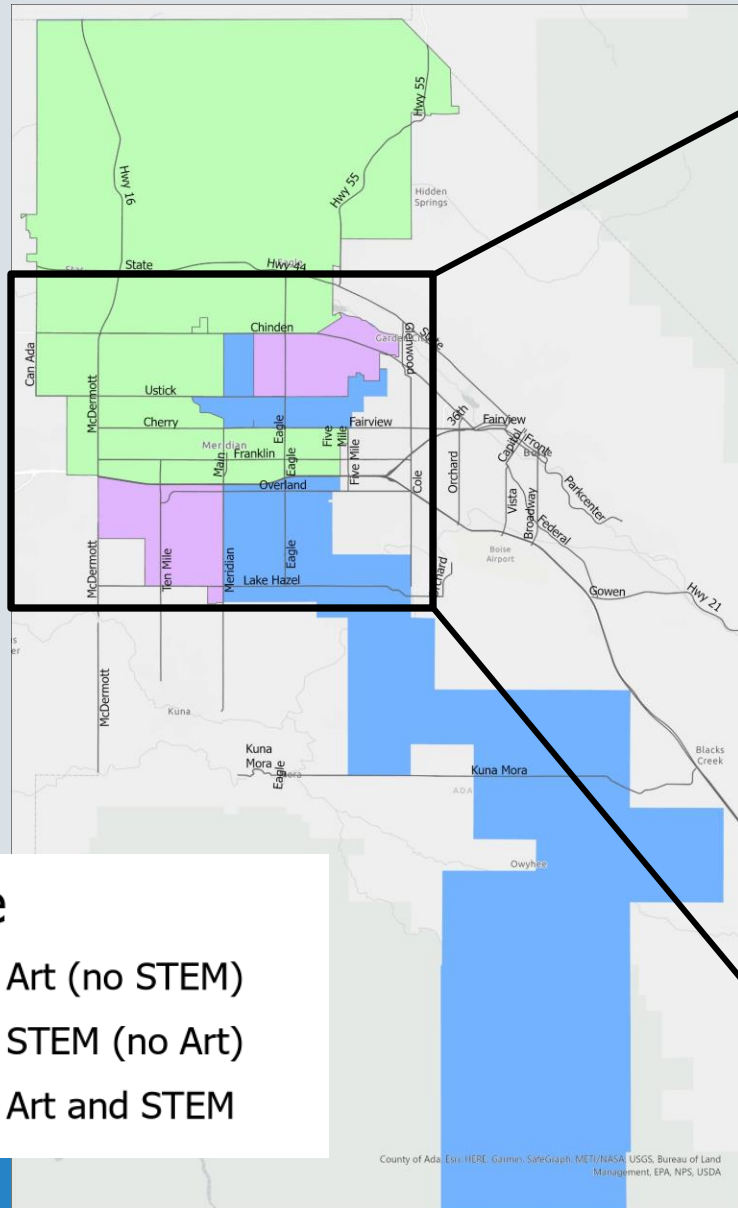 Hwy 55
Hwy 16
Hwy 55
Hidden
Springs
State
Hwy 44
Chinden
Glenwood
State
Can Ada
McDermott
Ustick
Cherry
Eagle
Five
Mile
Fairview
36th
Fairview
Meridian
Main
Franklin
Eagle
Five Mile
Capitol
Front
Overland
Cole
Orchard
Vista
Broadway
Parkcenter
Federal
Boise
Airport
McDermott
Ten Mile
Meridian
Eagle
Lake Hazel
Gowen
Hwy 21
McDermott
Kuna
Kuna
Mora
Eagle
Kuna Mora
Blacks
Creek
ADA
Owyhee
Art (no STEM)
STEM (no Art)
Art and STEM
County of Ada, Esri, HERE, Garmin, SafeGraph, METI/NASA, USGS, Bureau of Land
Management, EPA, NPS, USDA